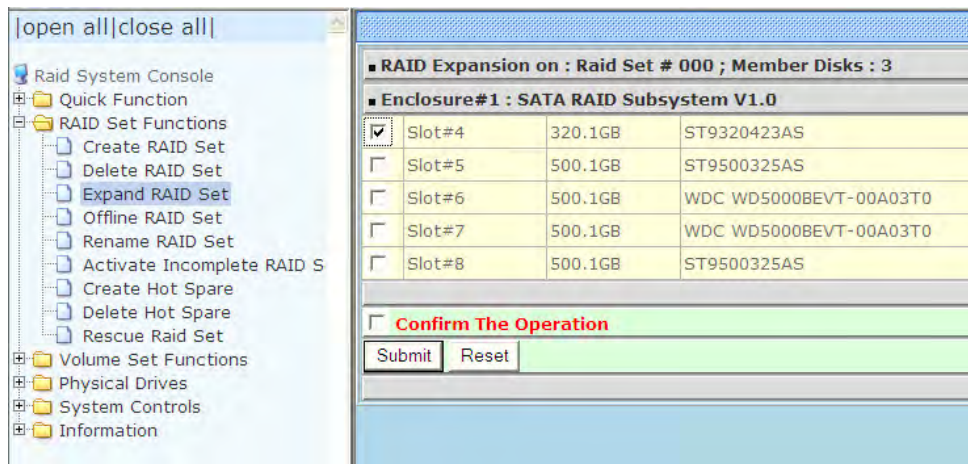 |open all|close all|
Raid System Console
Quick Function
RAID Set Functions
Create RAID Set
Delete RAID Set
Expand RAID Set
Offline RAID Set
Rename RAID Set
Activate Incomplete RAID S
Create Hot Spare
Delete Hot Spare
Rescue Raid Set
Volume Set Functions
Physical Drives
System Controls
Information
RAID Expansion on : Raid Set # 000 ; Member Disks : 3
Enclosure#1 : SATA RAID Subsystem V1.0
Slot#4 320.1GB ST9320423AS
Slot#5 500.1GB ST9500325AS
Slot#6 500.1GB WDC WD5000BEVT-00A03T0
Slot#7 500.1GB WDC WD5000BEVT-00A03T0
Slot#8 500.1GB ST9500325AS
Confirm The Operation
Submit Reset